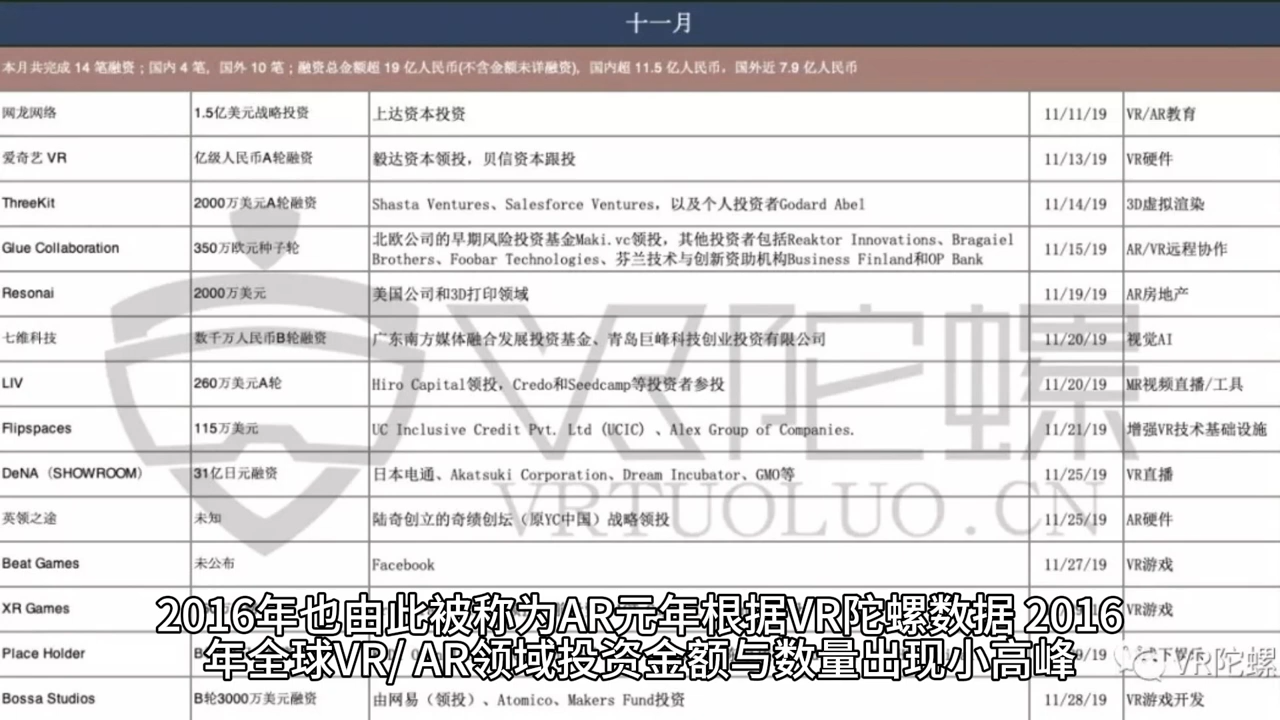 十一月
本月共完成 14 笔融资；国内 4 笔，国外 10 笔；融资总金额超 19 亿人民币(不含金额未详融资)，国内超 11.5 亿人民币，国外近 7.9 亿人民币
网龙网络 1.5亿美元战略投资 上达资本投资 11/11/19 VR/AR教育
爱奇艺 VR 亿级人民币A轮融资 毅达资本领投，贝信资本跟投 11/13/19 VR硬件
ThreeKit 2000万美元A轮融资 Shasta Ventures、Salesforce Ventures，以及个人投资者Godard Abel 11/14/19 3D虚拟渲染
Glue Collaboration 350万欧元种子轮 北欧公司的早期风险投资基金Maki.vc领投，其他投资者包括Reaktor Innovations、Bragaiel
Brothers、Foobar Technologies、芬兰技术与创新资助机构Business Finland和OP Bank 11/15/19 AR/VR远程协作
Resonai 2000万美元 美国公司和3D打印领域 11/19/19 AR房地产
七维科技 数千万人民币B轮融资 广东南方媒体融合发展投资基金、青岛巨峰科技创业投资有限公司 11/20/19 视觉AI
LIV 260万美元A轮 Hiro Capital领投，Credo和Seedcamp等投资者参投 11/20/19 MR视频直播/工具
Flipspaces 115万美元 UC Inclusive Credit Pvt. Ltd (UCIC) 、Alex Group of Companies. 11/21/19 增强VR技术基础设施
DeNA（SHOWROOM） 31亿日元融资 日本电通、Akatsuki Corporation、Dream Incubator、GMO等 11/25/19 VR直播
英领之途 未知 陆奇创立的奇绩创坛（原YC中国）战略领投 11/25/19 AR硬件
Beat Games 未公布 Facebook 11/27/19 VR游戏
XR Games VR游戏
Place Holder
Bossa Studios B轮3000万美元融资 由网易（领投）、Atomico、Makers Fund投资 11/28/19 VR游戏开发
VR陀螺
VRTUOLUO.CN
2016年也由此被称为AR元年根据VR陀螺数据 2016
年全球VR/ AR领域投资金额与数量出现小高峰
VR陀螺